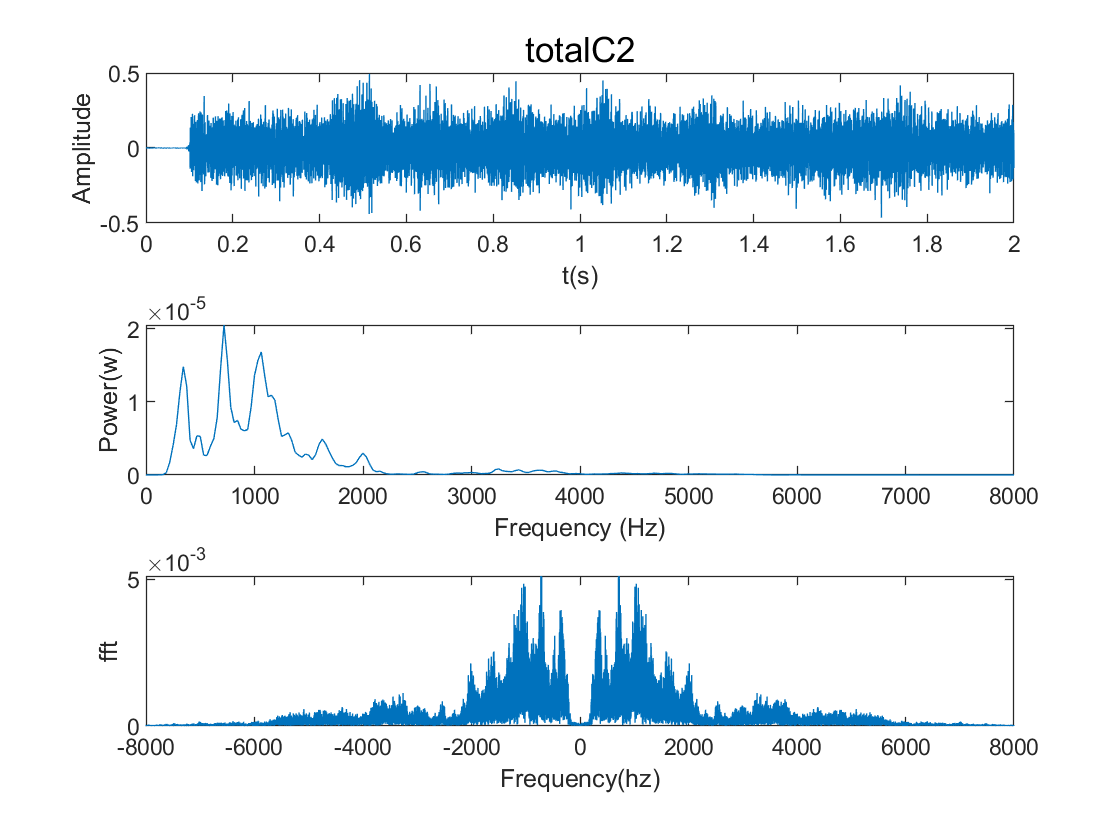 totalC2
0.5
0
-0.5
Amplitude
0 0.2 0.4 0.6 0.8 1 1.2 1.4 1.6 1.8 2
t(s)
×10-5
2
1
0
Power(w)
0 1000 2000 3000 4000 5000 6000 7000 8000
Frequency (Hz)
×10-3
5
0
fft
-8000 -6000 -4000 -2000 0 2000 4000 6000 8000
Frequency(hz)